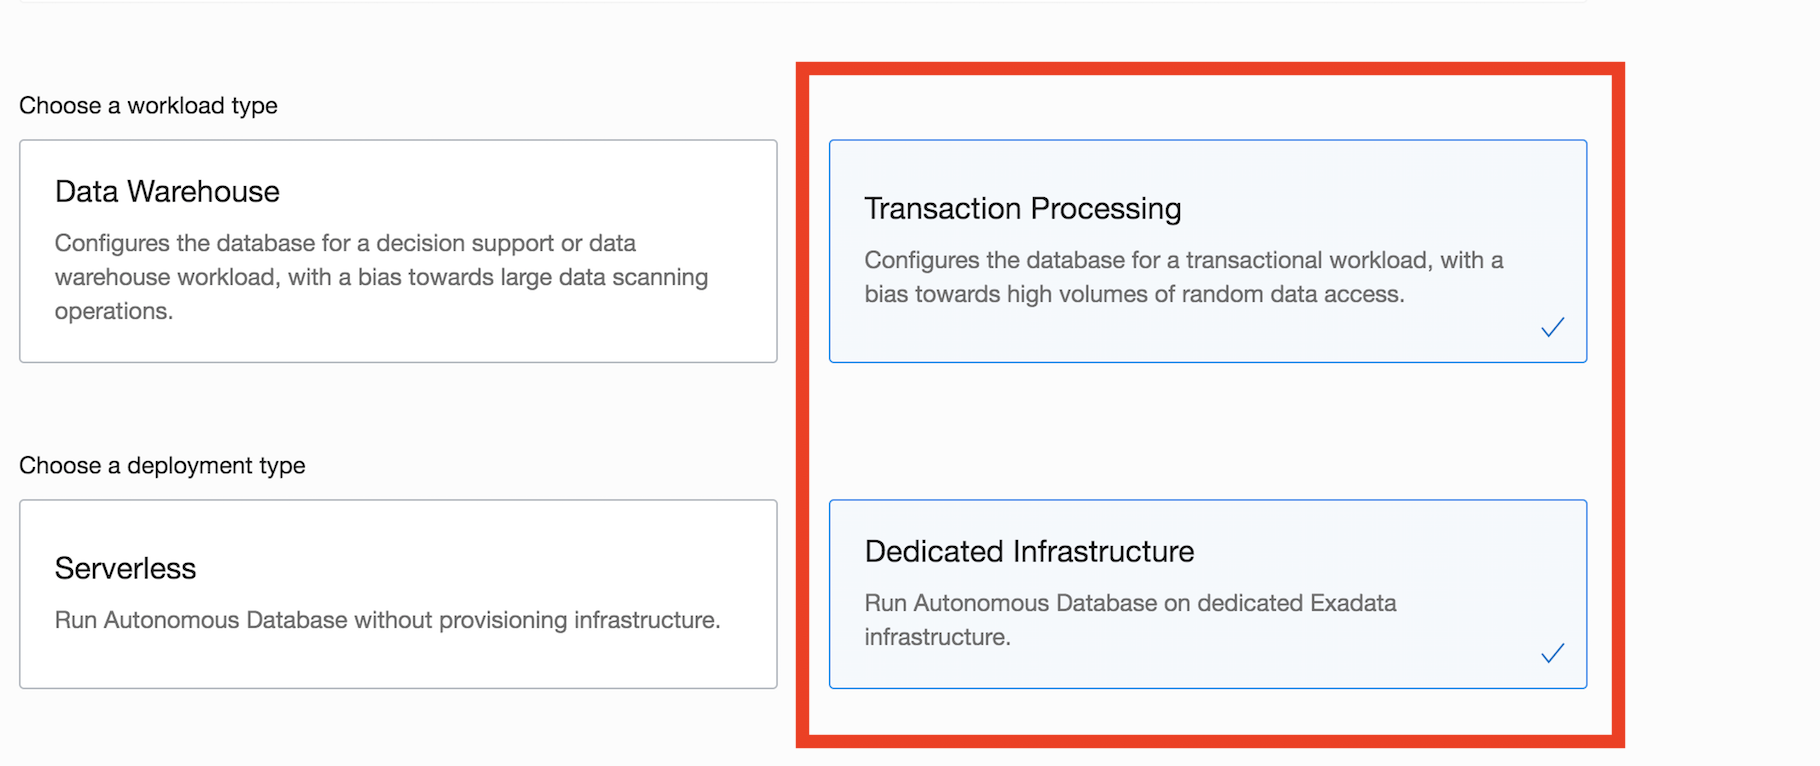 Choose a workload type
Data Warehouse
Configures the database for a decision support or data
warehouse workload, with a bias towards large data scanning
operations.
Transaction Processing
Configures the database for a transactional workload, with a
bias towards high volumes of random data access.
Choose a deployment type
Serverless
Run Autonomous Database without provisioning infrastructure.
Dedicated Infrastructure
Run Autonomous Database on dedicated Exadata
infrastructure.